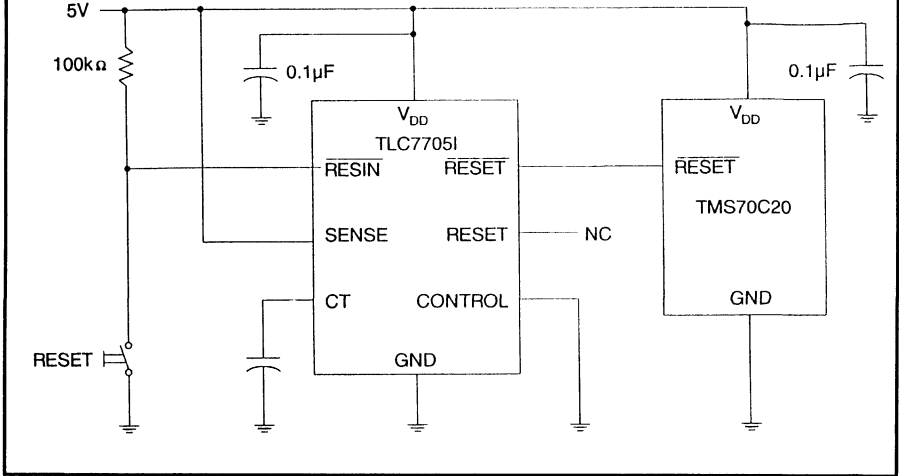 5V
100kΩ
0.1µF
0.1µF
VDD
TLC7705I
RESIN
RESET
SENSE
RESET
NC
CT
CONTROL
GND
VDD
RESET
TMS70C20
GND
RESET